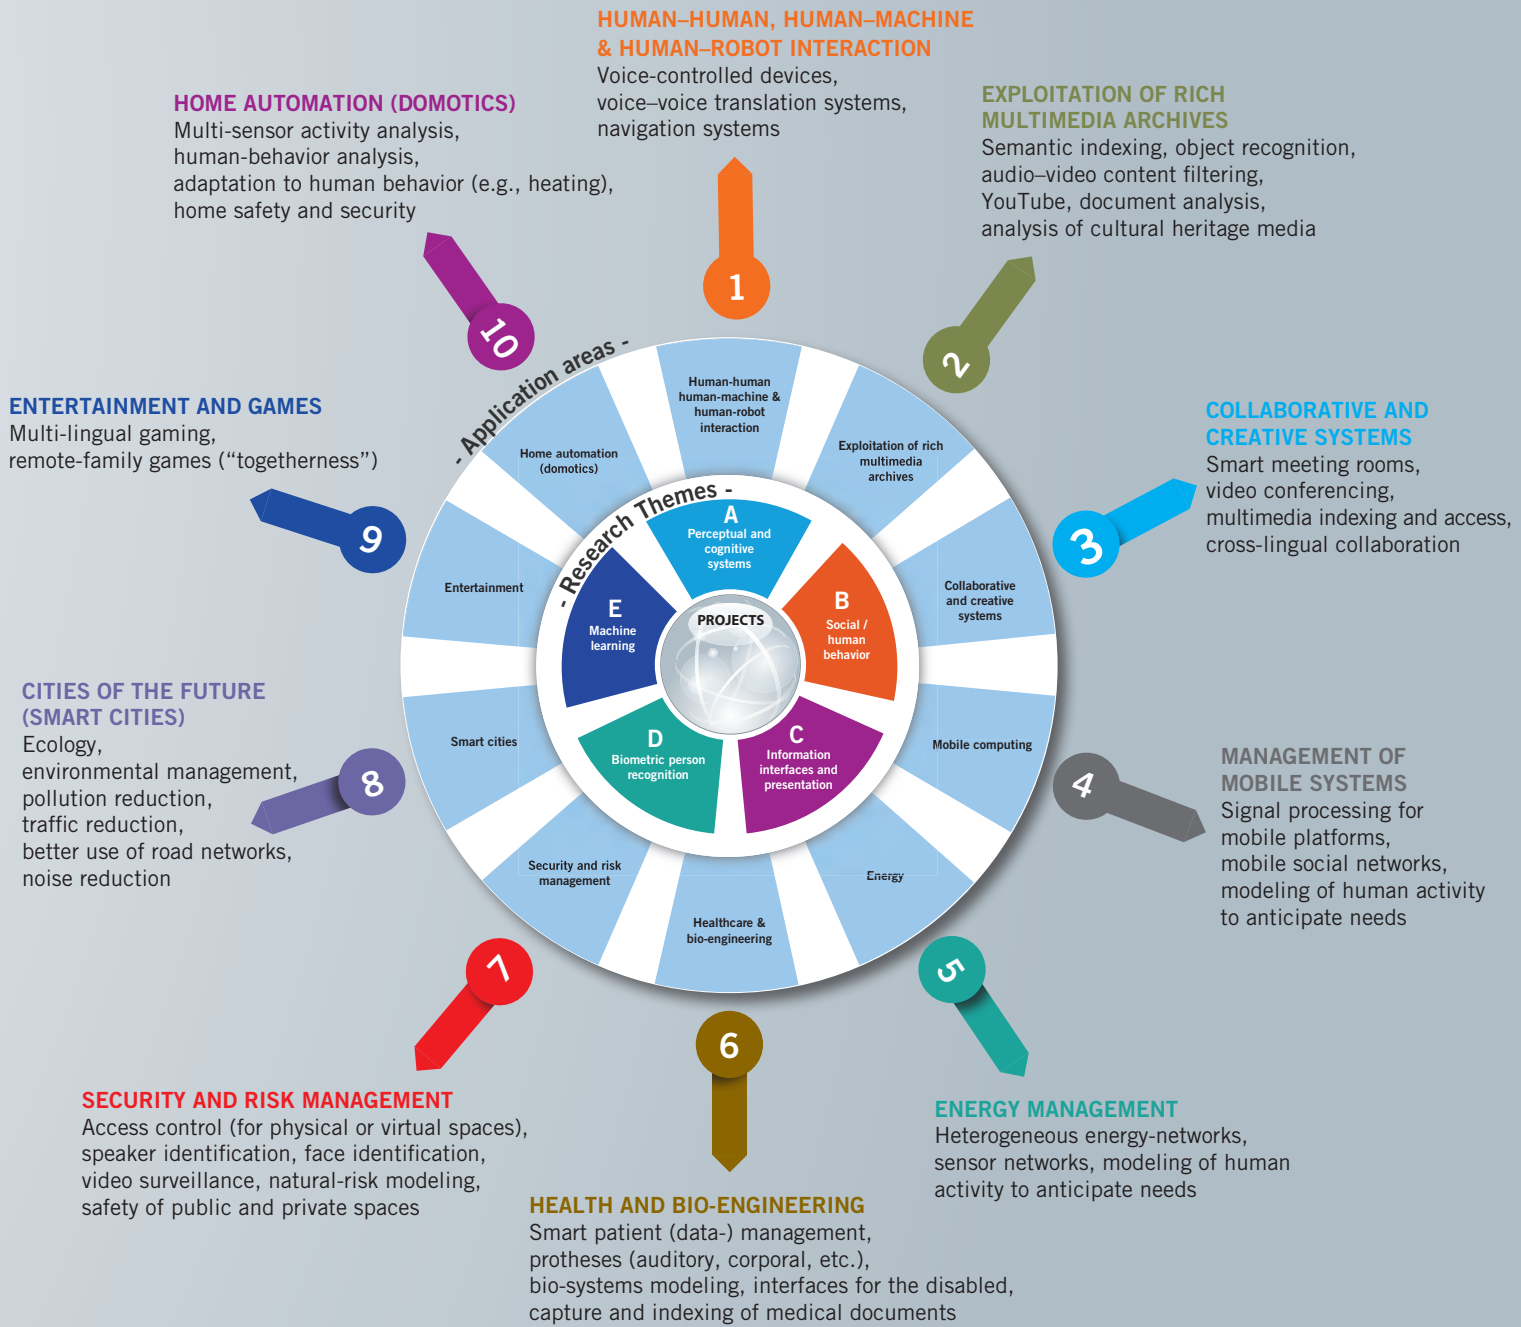 HUMAN–HUMAN, HUMAN–MACHINE
& HUMAN–ROBOT INTERACTION
Voice-controlled devices,
voice–voice translation systems,
navigation systems
1
EXPLOITATION OF RICH
MULTIMEDIA ARCHIVES
Semantic indexing, object recognition,
audio–video content filtering,
YouTube, document analysis,
analysis of cultural heritage media
2
COLLABORATIVE AND
CREATIVE SYSTEMS
Smart meeting rooms,
video conferencing,
multimedia indexing and access,
cross-lingual collaboration
3
MANAGEMENT OF
MOBILE SYSTEMS
Signal processing for
mobile platforms,
mobile social networks,
modeling of human activity
to anticipate needs
4
ENERGY MANAGEMENT
Heterogeneous energy-networks,
sensor networks, modeling of human
activity to anticipate needs
5
HEALTH AND BIO-ENGINEERING
Smart patient (data-) management,
protheses (auditory, corporal, etc.),
bio-systems modeling, interfaces for the disabled,
capture and indexing of medical documents
6
SECURITY AND RISK MANAGEMENT
Access control (for physical or virtual spaces),
speaker identification, face identification,
video surveillance, natural-risk modeling,
safety of public and private spaces
7
CITIES OF THE FUTURE
(SMART CITIES)
Ecology,
environmental management,
pollution reduction,
traffic reduction,
better use of road networks,
noise reduction
8
ENTERTAINMENT AND GAMES
Multi-lingual gaming,
remote-family games (“togetherness”)
9
HOME AUTOMATION (DOMOTICS)
Multi-sensor activity analysis,
human-behavior analysis,
adaptation to human behavior (e.g., heating),
home safety and security
10
- Application areas -
Human-human
human-machine &
human-robot
interaction
Exploitation of rich
multimedia
archives
Collaborative
and creative
systems
Mobile computing
Energy
Healthcare &
bio-engineering
Security and risk
management
Smart cities
Entertainment
Home automation
(domotics)
- Research Themes -
A
Perceptual and
cognitive
systems
B
Social /
human
behavior
C
Information
interfaces and
presentation
D
Biometric person
recognition
E
Machine
learning
PROJECTS